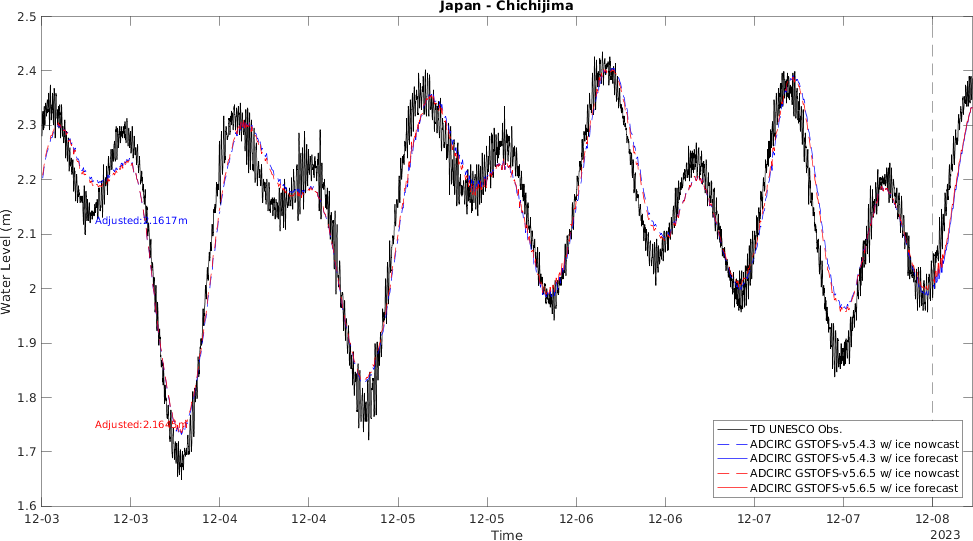 Japan - Chichijima
2.5
2.4
2.3
2.2
2.1
2
1.9
1.8
1.7
1.6
Water Level (m)
Adjusted:2.1617m
Adjusted:2.164
TD UNESCO Obs.
ADCIRC GSTOFS-v5.4.3 w/ ice nowcast
ADCIRC GSTOFS-v5.4.3 w/ ice forecast
ADCIRC GSTOFS-v5.6.5 w/ ice nowcast
ADCIRC GSTOFS-v5.6.5 w/ ice forecast
12-03 12-03 12-04 12-04 12-05 12-05 12-06 12-06 12-07 12-07 12-08
2023
Time